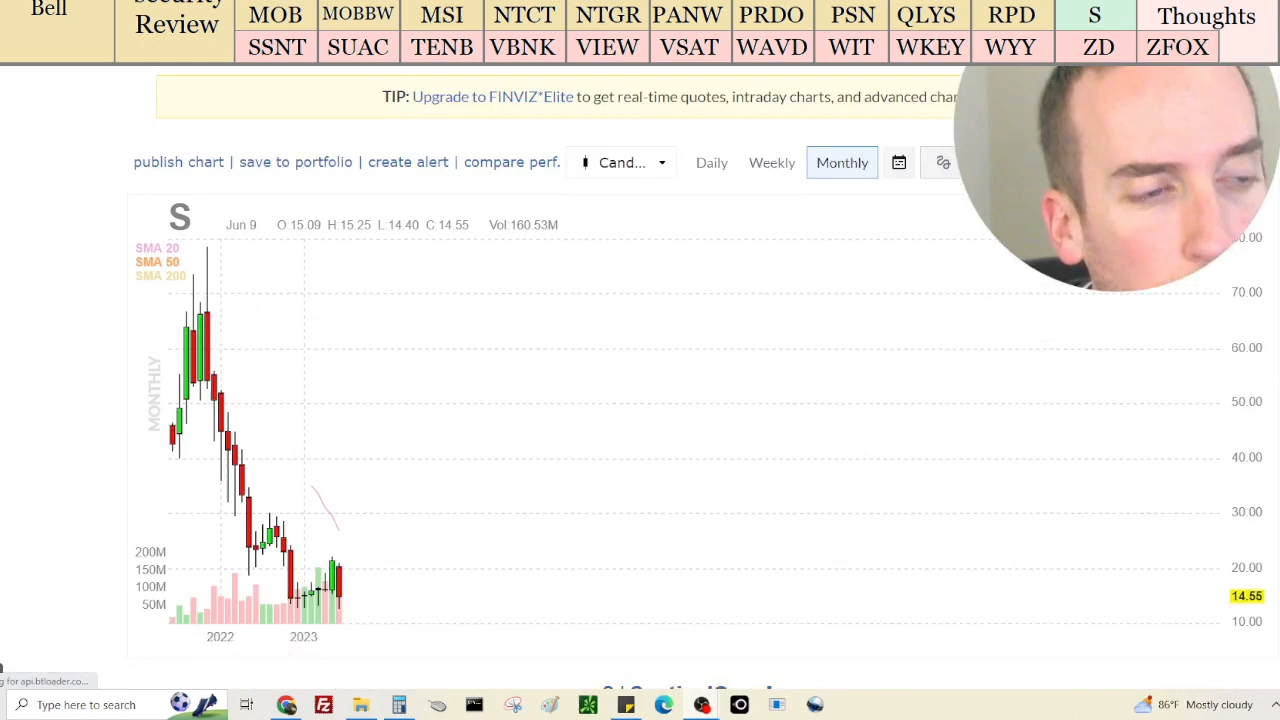 Bell
Review
MOB MOBBW MSI NTCT NTGR PANW PRDO PSN QLYS RPD S Thoughts
SSNT SUAC TENB VBNK VIEW VSAT WAVD WIT WKEY WYY ZD ZFOX
TIP: Upgrade to FINVIZ*Elite to get real-time quotes, intraday charts, and advanced char
publish chart | save to portfolio | create alert | compare perf. Cand... Daily Weekly Monthly
S Jun 9 O:15.09 H:15.25 L:14.40 C:14.55 Vol:160.53M
SMA 20
SMA 50
SMA 200
70.00
60.00
MONTHLY
50.00
40.00
30.00
200M
150M
20.00
100M
14.55
50M
10.00
2022 2023
g for api.btloader.co...
Type here to search
86°F Mostly cloudy